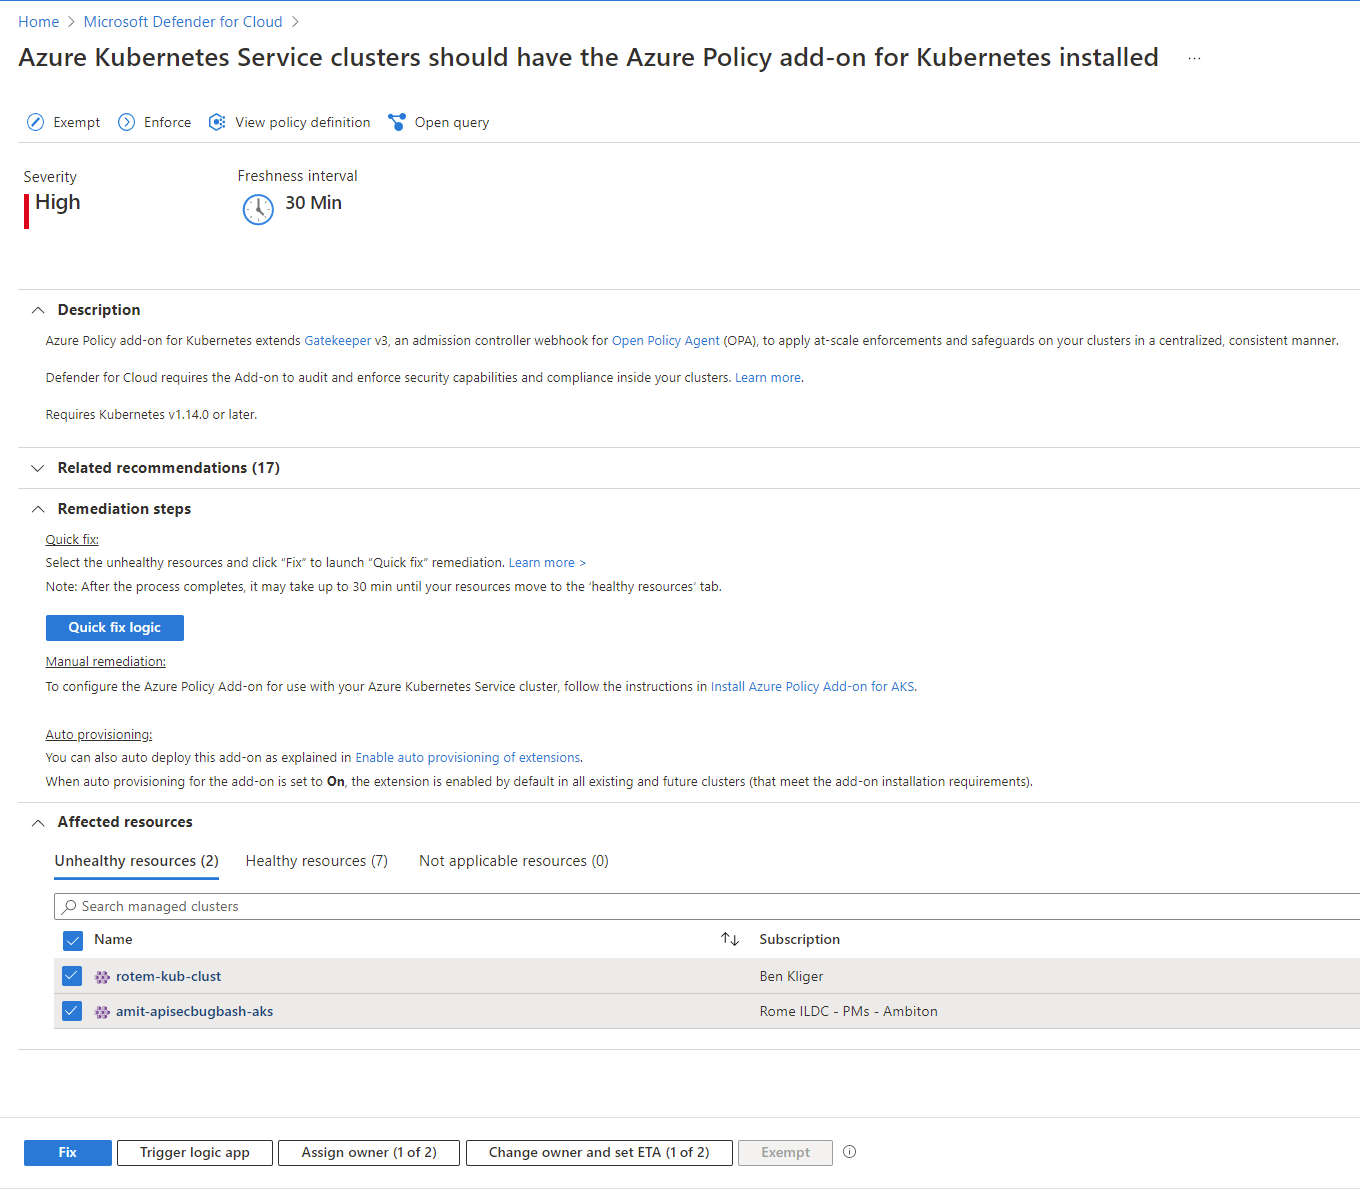 Home > Microsoft Defender for Cloud >
Azure Kubernetes Service clusters should have the Azure Policy add-on for Kubernetes installed ...
Exempt Enforce View policy definition Open query
Severity Freshness interval
High 30 Min
Description
Azure Policy add-on for Kubernetes extends Gatekeeper v3, an admission controller webhook for Open Policy Agent (OPA), to apply at-scale enforcements and safeguards on your clusters in a centralized, consistent manner.
Defender for Cloud requires the Add-on to audit and enforce security capabilities and compliance inside your clusters. Learn more.
Requires Kubernetes v1.14.0 or later.
Related recommendations (17)
Remediation steps
Quick fix:
Select the unhealthy resources and click “Fix” to launch “Quick fix” remediation. Learn more >
Note: After the process completes, it may take up to 30 min until your resources move to the ‘healthy resources’ tab.
Quick fix logic
Manual remediation:
To configure the Azure Policy Add-on for use with your Azure Kubernetes Service cluster, follow the instructions in Install Azure Policy Add-on for AKS.
Auto provisioning:
You can also auto deploy this add-on as explained in Enable auto provisioning of extensions.
When auto provisioning for the add-on is set to On, the extension is enabled by default in all existing and future clusters (that meet the add-on installation requirements).
Affected resources
Unhealthy resources (2) Healthy resources (7) Not applicable resources (0)
Search managed clusters
Name Subscription
rotem-kub-clust Ben Kliger
amit-apisecbugbash-aks Rome ILDC - PMs - Ambiton
Fix Trigger logic app Assign owner (1 of 2) Change owner and set ETA (1 of 2) Exempt